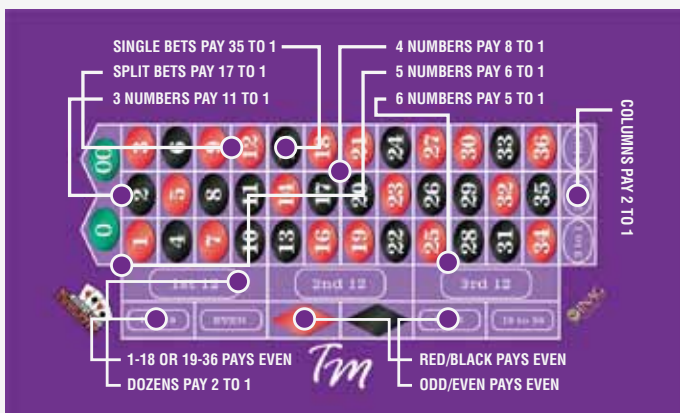 SINGLE BETS PAY 35 TO 1
4 NUMBERS PAY 8 TO 1
SPLIT BETS PAY 17 TO 1
5 NUMBERS PAY 6 TO 1
3 NUMBERS PAY 11 TO 1
6 NUMBERS PAY 5 TO 1
COLUMNS PAY 2 TO 1
00 3 6 9 12 18 21 24 27 30 33 36
2 5 8 11 14 17 20 23 26 29 32 35
0 1 4 7 10 13 16 19 22 25 28 31 34 2 to 1
1st 12 2nd 12 3rd 12
EVEN 19 to 36
Tm
1-18 OR 19-36 PAYS EVEN
RED/BLACK PAYS EVEN
DOZENS PAY 2 TO 1
ODD/EVEN PAYS EVEN